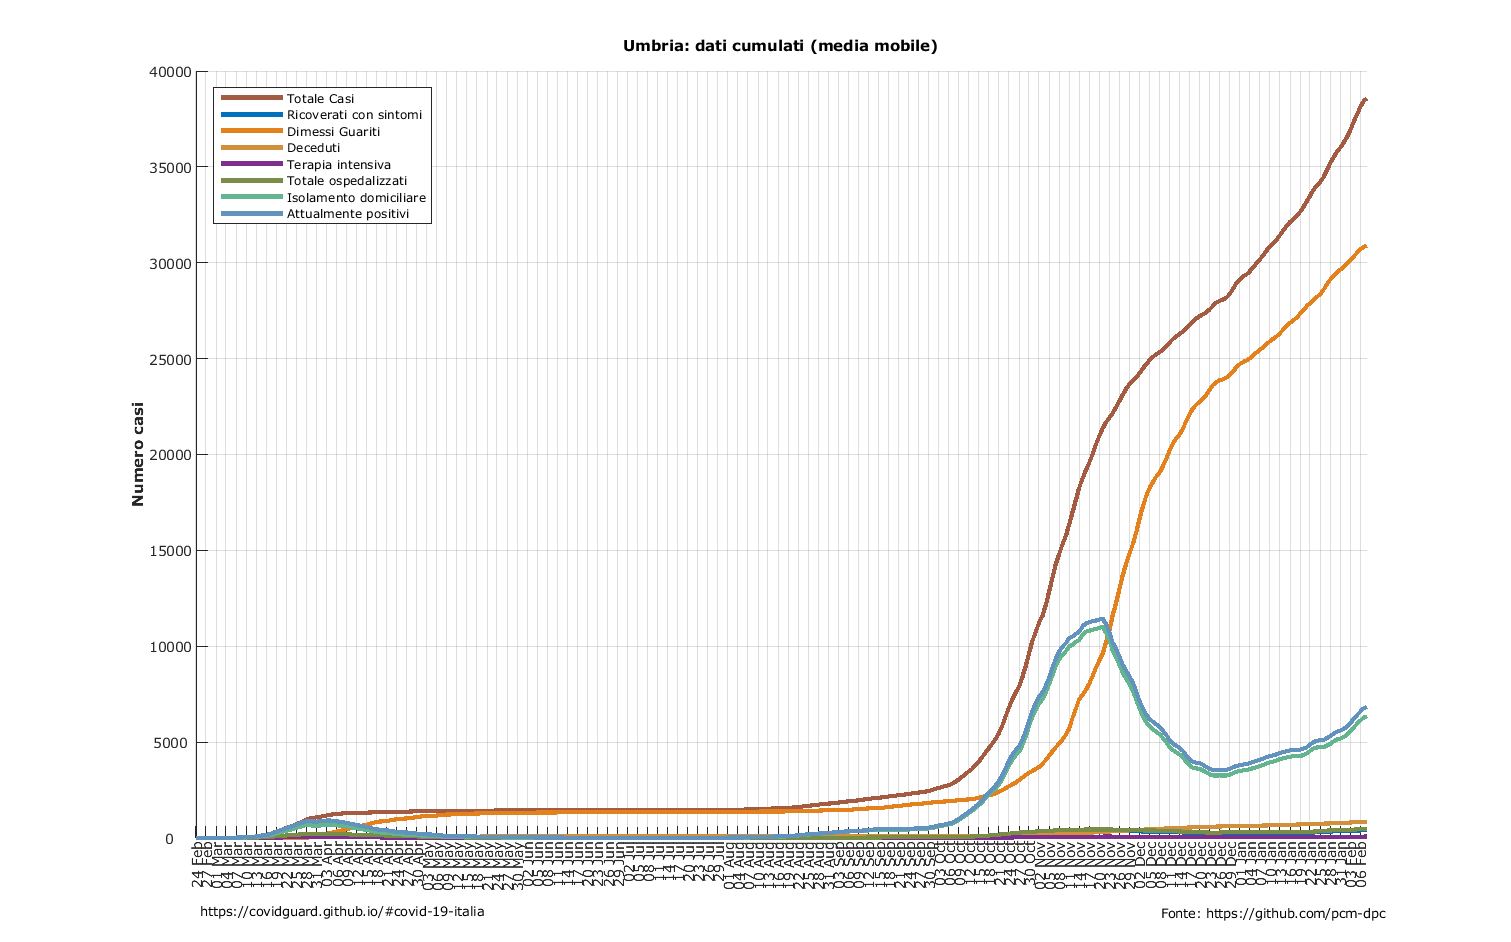 Umbria: dati cumulati (media mobile)
40000
35000
30000
25000
20000
15000
10000
5000
0
Numero casi
Totale Casi
Ricoverati con sintomi
Dimessi Guariti
Deceduti
Terapia intensiva
Totale ospedalizzati
Isolamento domiciliare
Attualmente positivi
24 Feb
27 Feb
01 Mar
04 Mar
07 Mar
10 Mar
13 Mar
16 Mar
19 Mar
22 Mar
25 Mar
28 Mar
31 Mar
03 Apr
06 Apr
09 Apr
12 Apr
15 Apr
18 Apr
21 Apr
24 Apr
27 Apr
30 Apr
03 May
06 May
09 May
12 May
15 May
18 May
21 May
24 May
27 May
30 May
02 Jun
05 Jun
08 Jun
11 Jun
14 Jun
17 Jun
20 Jun
23 Jun
26 Jun
29 Jun
02 Jul
05 Jul
08 Jul
11 Jul
14 Jul
17 Jul
20 Jul
23 Jul
26 Jul
29 Jul
01 Aug
04 Aug
07 Aug
10 Aug
13 Aug
16 Aug
19 Aug
22 Aug
25 Aug
28 Aug
31 Aug
03 Sep
06 Sep
09 Sep
12 Sep
15 Sep
18 Sep
21 Sep
24 Sep
27 Sep
30 Sep
03 Oct
06 Oct
09 Oct
12 Oct
15 Oct
18 Oct
21 Oct
24 Oct
27 Oct
30 Oct
02 Nov
05 Nov
08 Nov
11 Nov
14 Nov
17 Nov
20 Nov
23 Nov
26 Nov
29 Nov
02 Dec
05 Dec
08 Dec
11 Dec
14 Dec
17 Dec
20 Dec
23 Dec
26 Dec
29 Dec
01 Jan
04 Jan
07 Jan
10 Jan
13 Jan
16 Jan
19 Jan
22 Jan
25 Jan
28 Jan
31 Jan
03 Feb
06 Feb
https://covidguard.github.io/#covid-19-italia
Fonte: https://github.com/pcm-dpc